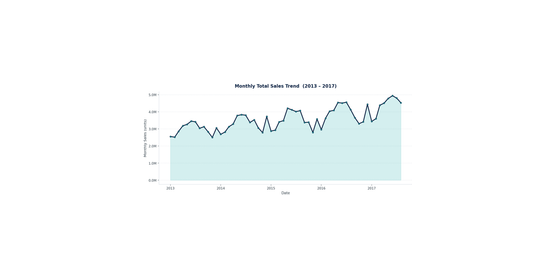 Monthly Total Sales Trend (2013 – 2017)
5.0M
4.0M
3.0M
2.0M
1.0M
0.0M
Monthly Sales (units)
2013
2014
2015
2016
2017
Date